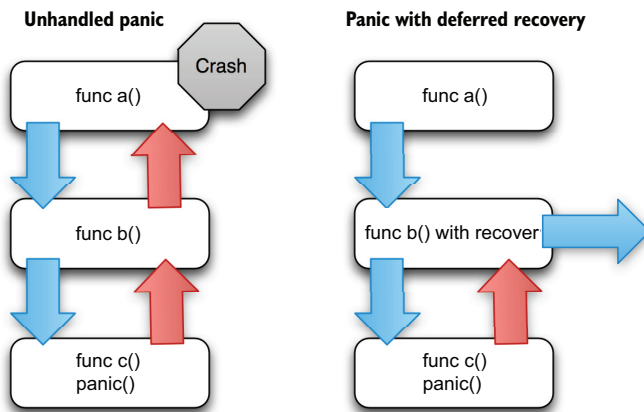 Unhandled panic
Crash
func a()
func b()
func c()
panic()
Panic with deferred recovery
func a()
func b() with recover
func c()
panic()